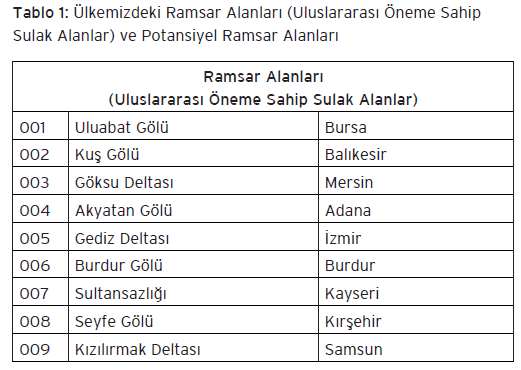 Tablo 1: Ülkemizdeki Ramsar Alanları (Uluslararası Öneme Sahip
Sulak Alanlar) ve Potansiyel Ramsar Alanları
Ramsar Alanları
(Uluslararası Öneme Sahip Sulak Alanlar)
001 Uluabat Gölü Bursa
002 Kuş Gölü Balıkesir
003 Göksu Deltası Mersin
004 Akyatan Gölü Adana
005 Gediz Deltası İzmir
006 Burdur Gölü Burdur
007 Sultansazlığı Kayseri
008 Seyfe Gölü Kırşehir
009 Kızılırmak Deltası Samsun